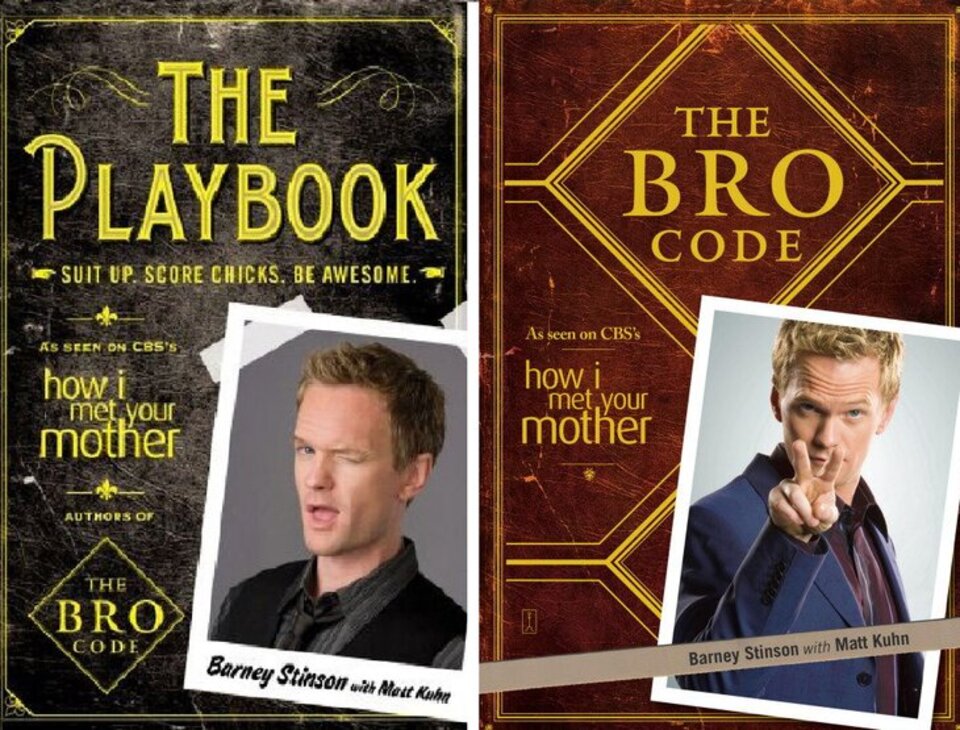 THE
PLAYBOOK
SUIT UP. SCORE CHICKS. BE AWESOME.
AS SEEN ON CBS's
how i
met your
mother
AUTHORS OF
THE
BRO
CODE
Barney Stinson with Matt Kuhn
THE
BRO
CODE
As seen on CBS's
how i
met your
mother
Barney Stinson with Matt Kuhn